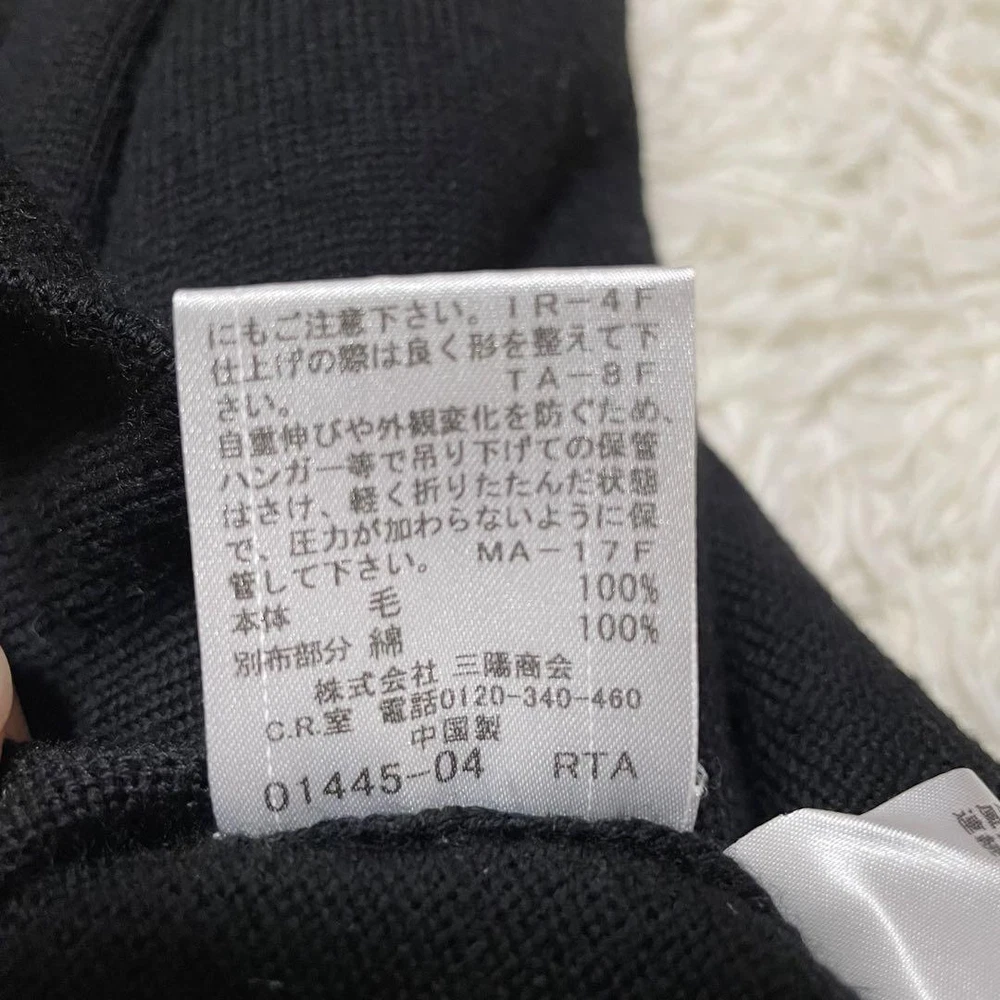 にもご注意下さい。IR-4F
仕上げの際は良く形を整えて下
さい。 TA-8F
自重伸びや外観変化を防ぐため、
ハンガー等で吊り下げての保管
はさけ、軽く折りたたんだ状態
で、圧力が加わらないように保
管して下さい。 MA-17F
本体 毛 100%
別布部分 綿 100%
株式会社 三陽商会
C.R.室 電話0120-340-460
中国製
01445-04 RTA